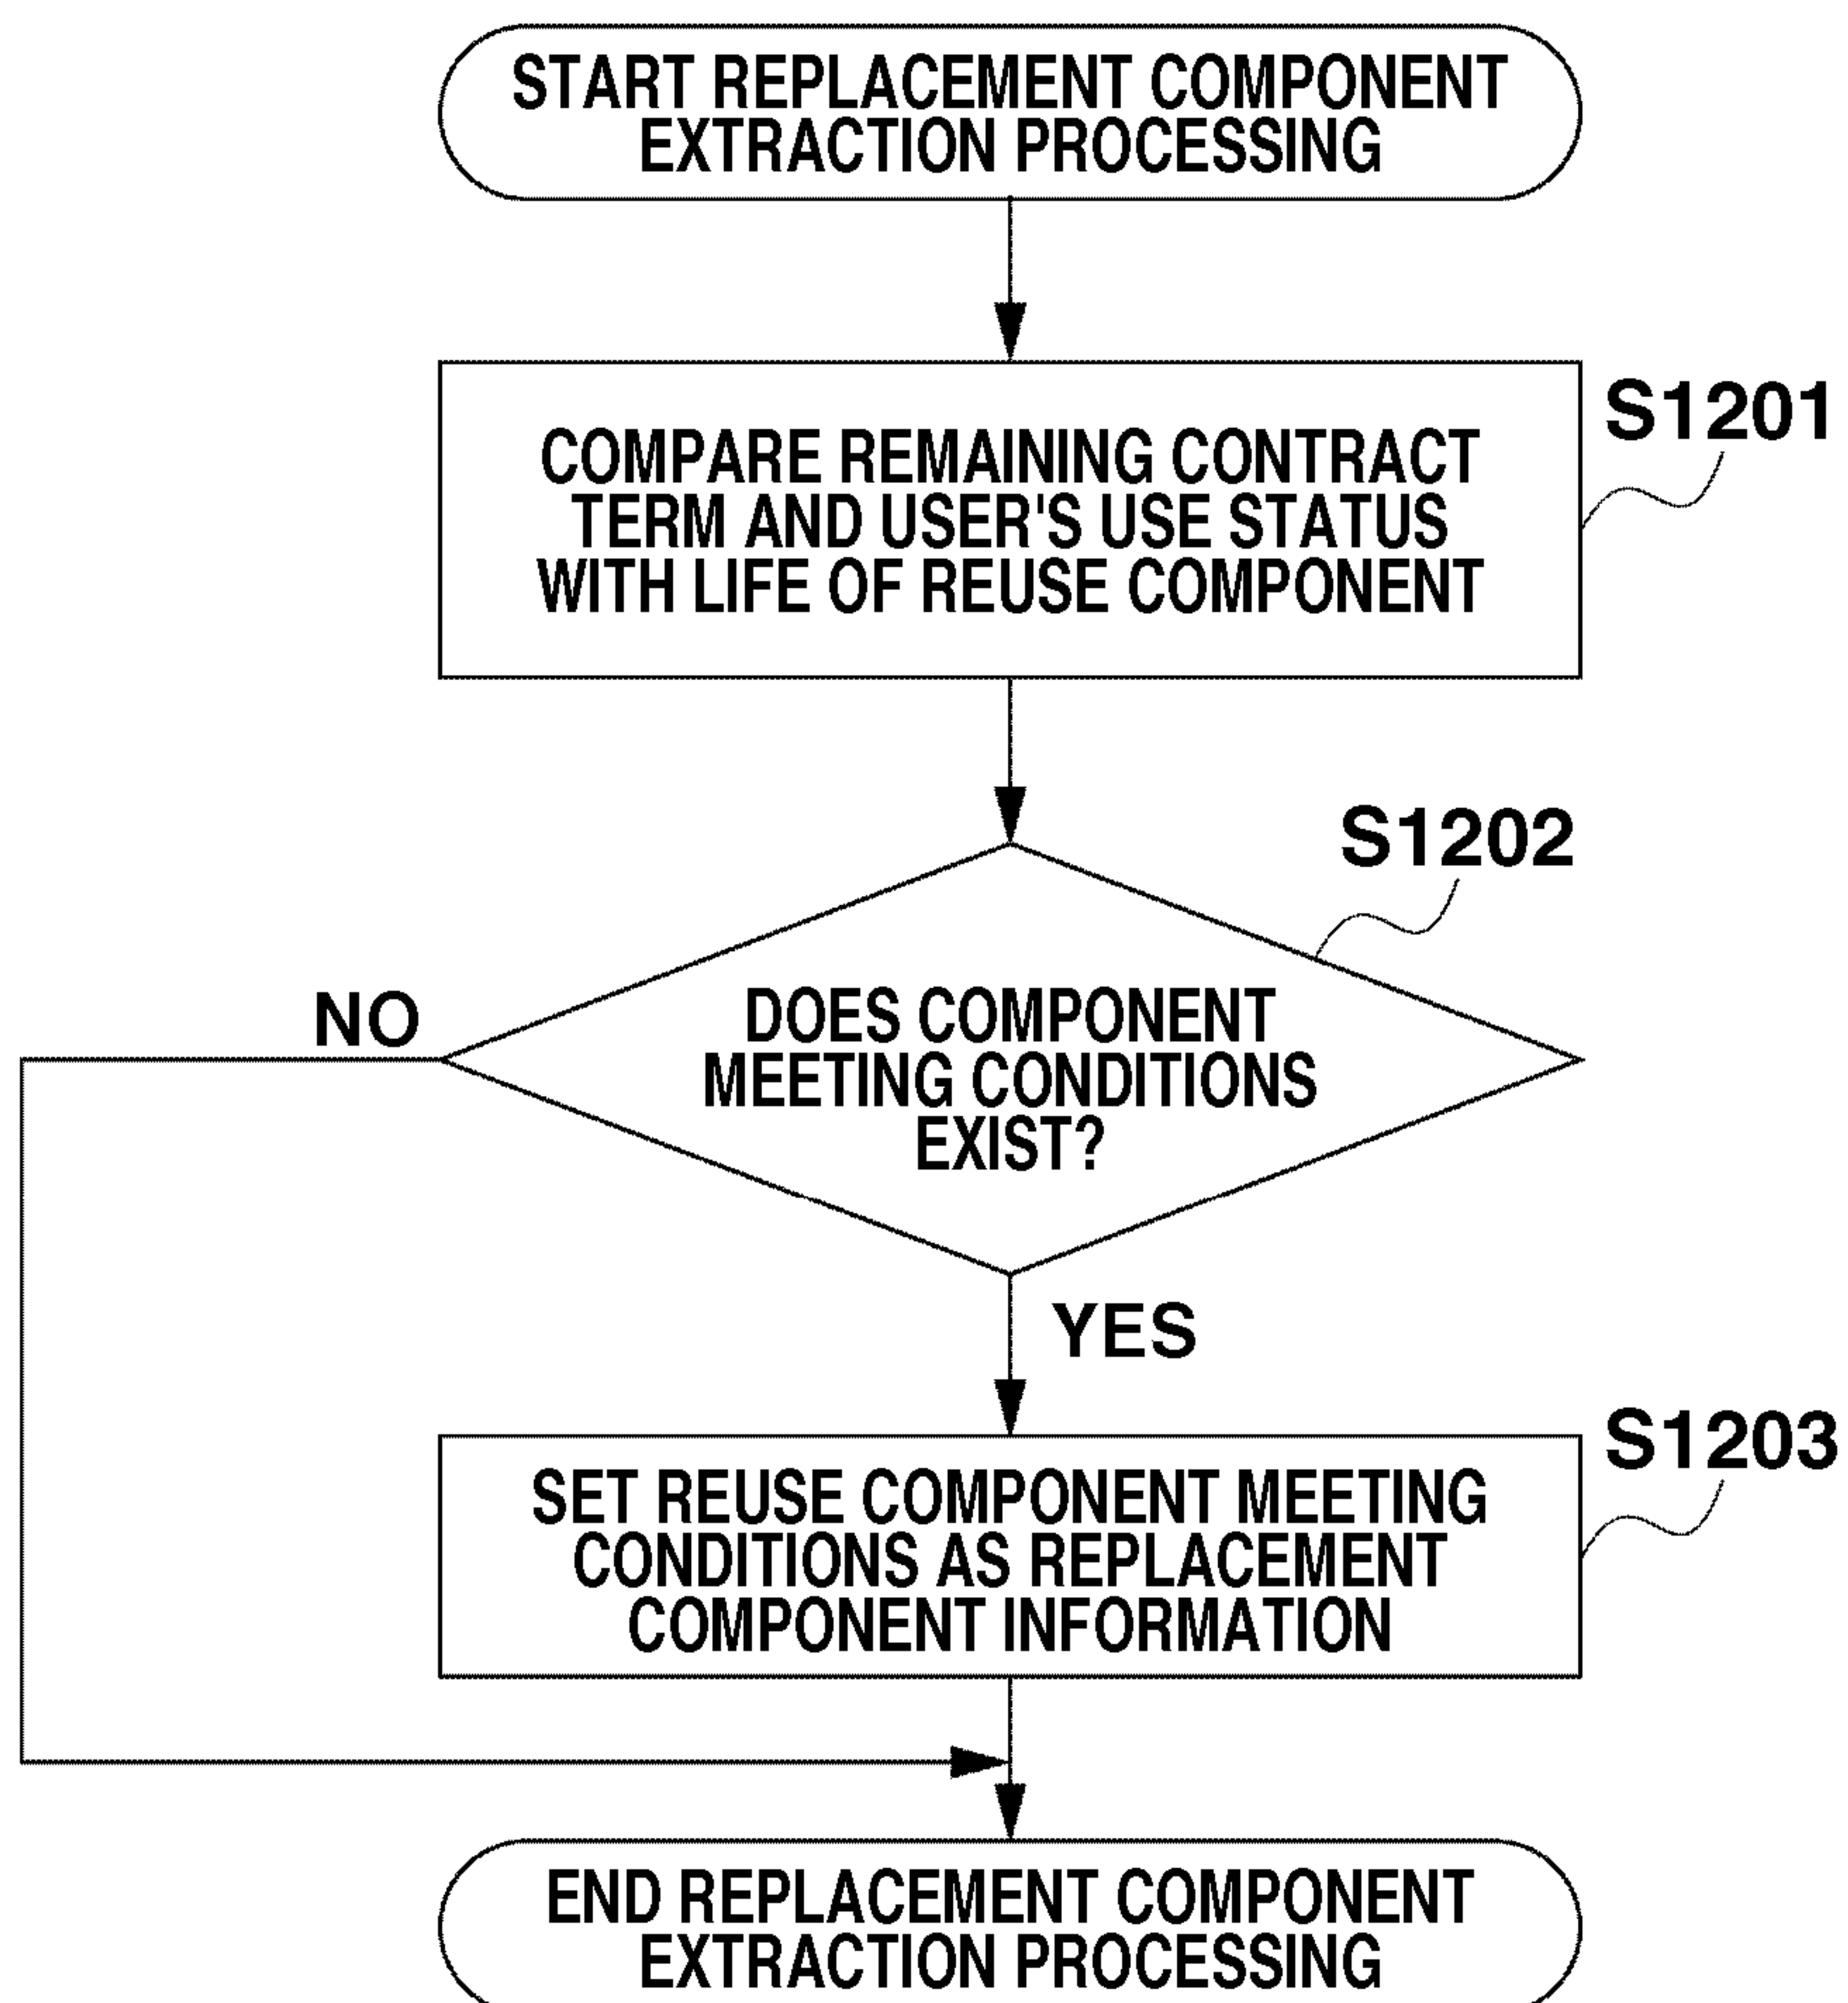 START REPLACEMENT COMPONENT
EXTRACTION PROCESSING
S1201
COMPARE REMAINING CONTRACT
TERM AND USER'S USE STATUS
WITH LIFE OF REUSE COMPONENT
S1202
NO
DOES COMPONENT
MEETING CONDITIONS
EXIST?
YES
S1203
SET REUSE COMPONENT MEETING
CONDITIONS AS REPLACEMENT
COMPONENT INFORMATION
END REPLACEMENT COMPONENT
EXTRACTION PROCESSING